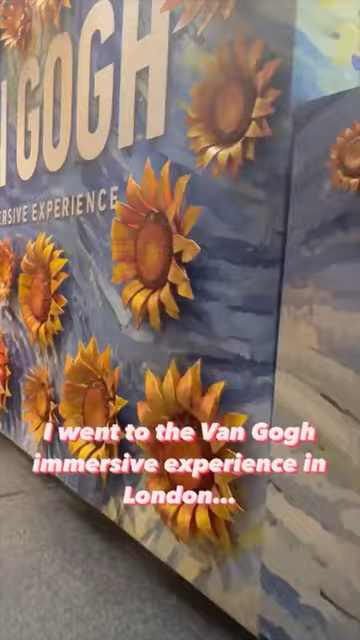 N GOGH
ERSIVE EXPERIENCE
I went to the Van Gogh
immersive experience in
London...